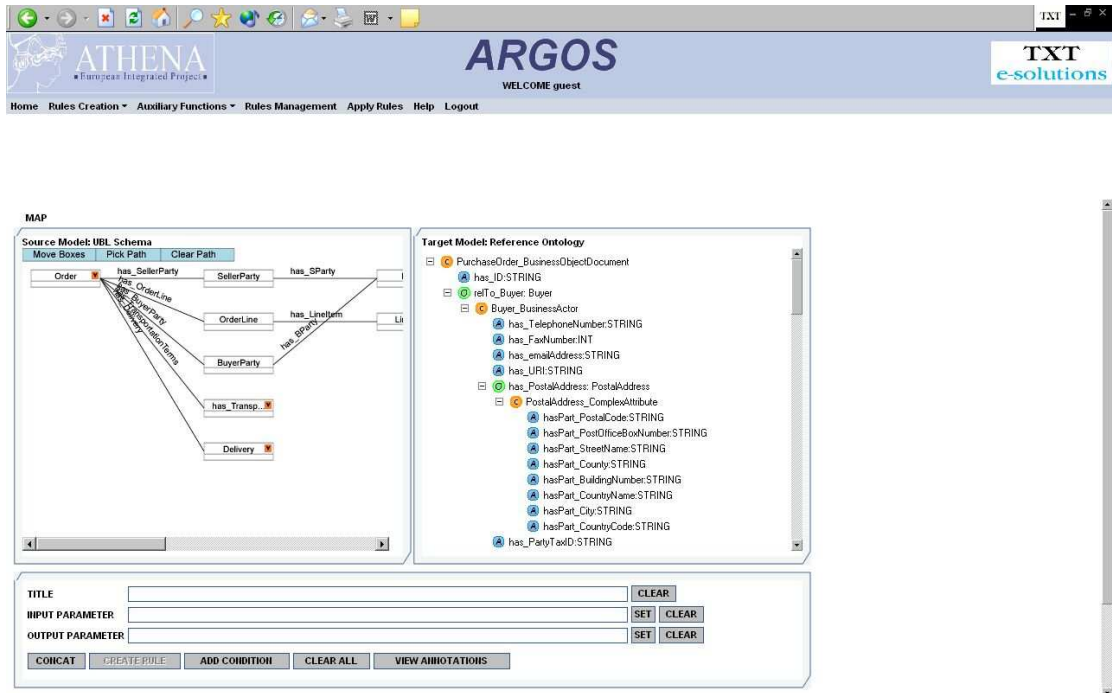 TXT
ATHENA
European Integrated Project
ARGOS
WELCOME guest
TXT
e-solutions
Home Rules Creation Auxiliary Functions Rules Management Apply Rules Help Logout
MAP
Source Model: UBL Schema
Move Boxes Pick Path Clear Path
Order
has_SellerParty
SellerParty
has_SParty
has_OrderLine
OrderLine
has_LineItem
Li
has_BuyerParty
BuyerParty
has_BParty
has_TransportationTerms
has_Transp...
has_Delivery
Delivery
Target Model: Reference Ontology
PurchaseOrder_BusinessObjectDocument
has_ID:STRING
relTo_Buyer: Buyer
Buyer_BusinessActor
has_TelephoneNumber:STRING
has_FaxNumber:INT
has_emailAddress:STRING
has_URI:STRING
has_PostalAddress: PostalAddress
PostalAddress_ComplexAttribute
hasPart_PostalCode:STRING
hasPart_PostOfficeBoxNumber:STRING
hasPart_StreetName:STRING
hasPart_County:STRING
hasPart_BuildingNumber:STRING
hasPart_CountryName:STRING
hasPart_City:STRING
hasPart_CountryCode:STRING
has_PartyTaxID:STRING
TITLE CLEAR
INPUT PARAMETER SET CLEAR
OUTPUT PARAMETER SET CLEAR
CONCAT CREATE RULE ADD CONDITION CLEAR ALL VIEW ANNOTATIONS